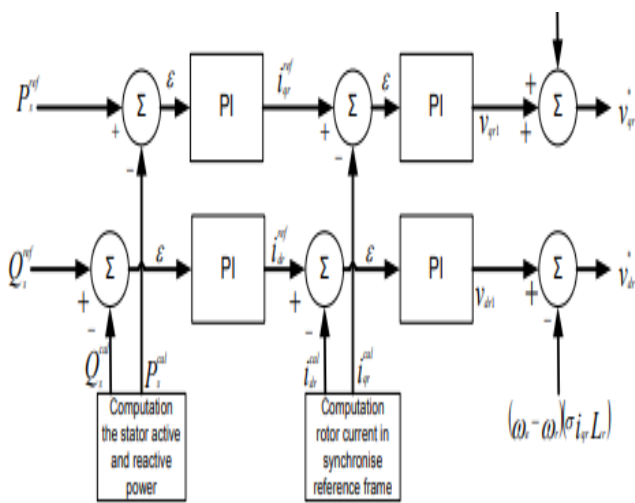 P_s^ref
+
Σ
ε
PI
i_qr^ref
+
Σ
ε
PI
v_qr1
+
+
Σ
v_qr^*
−
−
Q_s^ref
+
Σ
ε
PI
i_dr^ref
+
Σ
ε
PI
v_dr1
+
Σ
v_dr^*
−
−
−
Q_s^cal
P_s^cal
i_dr^cal
i_qr^cal
Computation
the stator active
and reactive
power
Computation
rotor current in
synchronise
reference frame
(ω_s − ω_r)(σ i_qr L_r)